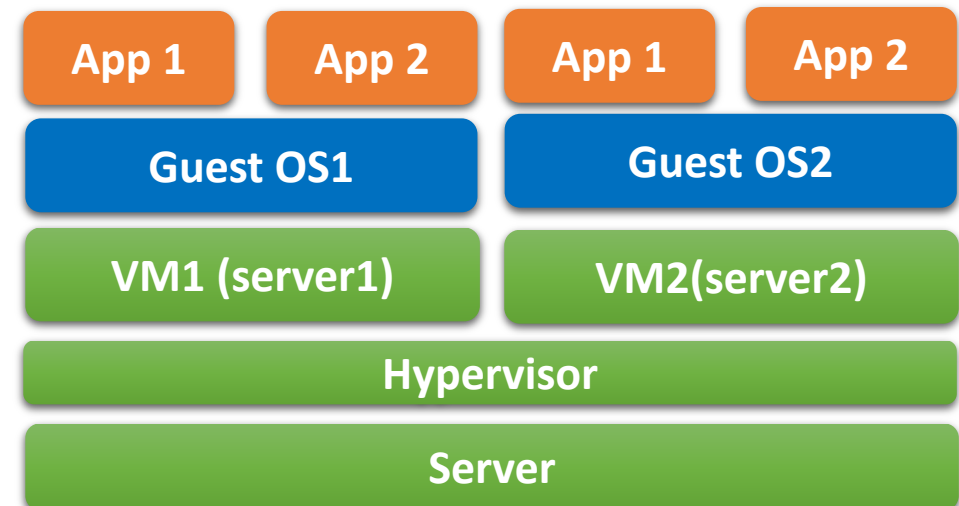 App 1
App 2
App 1
App 2
Guest OS1
Guest OS2
VM1 (server1)
VM2(server2)
Hypervisor
Server